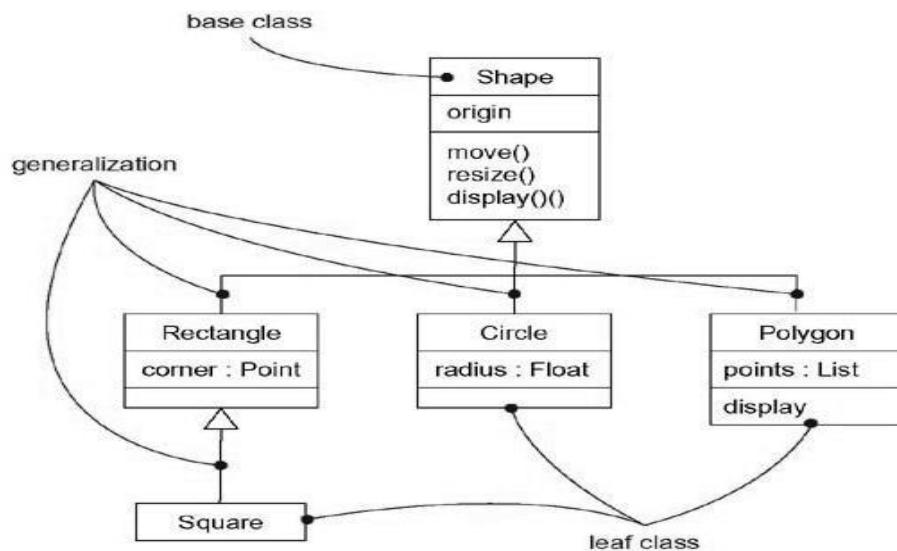 base class
Shape
origin
move()
resize()
display()()
generalization
Rectangle
corner : Point
Circle
radius : Float
Polygon
points : List
display
Square
leaf class